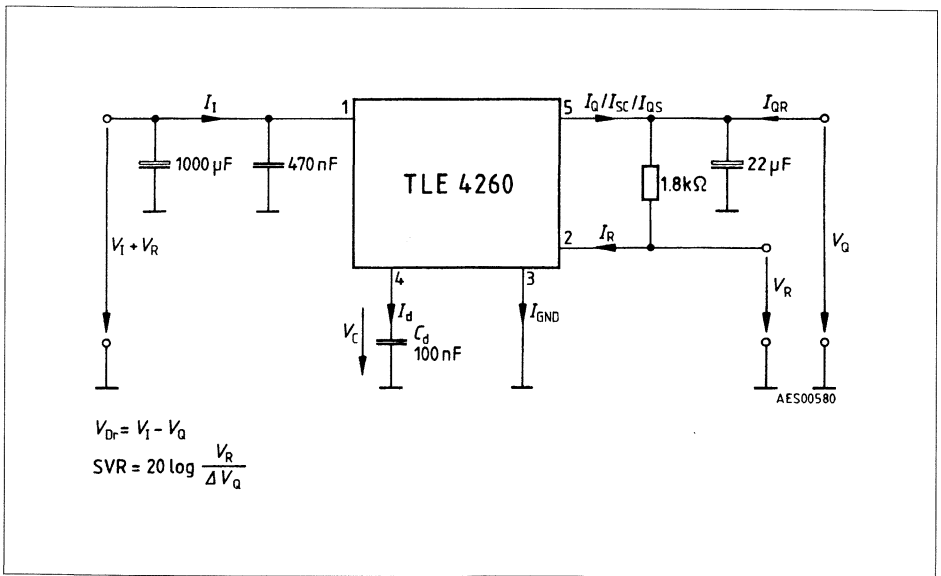 I_I
1
5
I_Q/I_SC/I_QS
I_QR
1000 µF
470 nF
TLE 4260
1.8kΩ
22 µF
V_I + V_R
2
I_R
V_Q
V_R
4
3
V_C
I_d
C_d
100 nF
I_GND
AES00580
V_Dr = V_I − V_Q
SVR = 20 log V_R / Δ V_Q